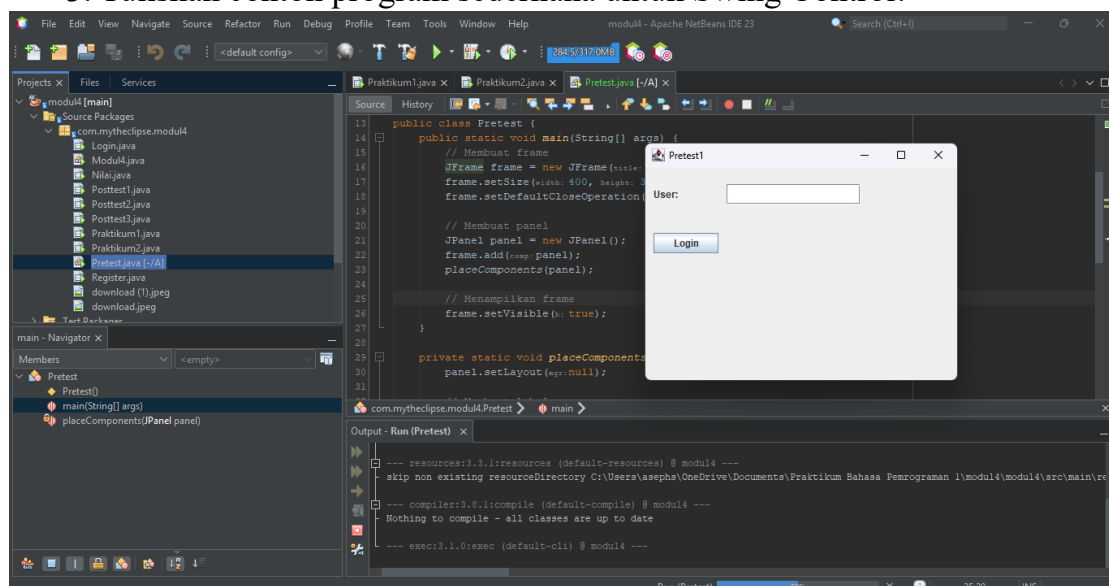 File Edit View Navigate Source Refactor Run Debug Profile Team Tools Window Help modul4 - Apache NetBeans IDE 23 Search (Ctrl+I)
<default config> 284.5/317.0MB
Projects Files Services
modul4 [main]
Source Packages
com.mytheclipse.modul4
Login.java
Modul4.java
Nilai.java
Posttest1.java
Posttest2.java
Posttest3.java
Praktikum1.java
Praktikum2.java
Pretest.java [-/A]
Register.java
download (1).jpeg
download.jpeg
main - Navigator
Members <empty>
Pretest
Pretest()
main(String[] args)
placeComponents(JPanel panel)
Praktikum1.java Praktikum2.java Pretest.java [-/A]
Source History
13 public class Pretest {
14 public static void main(String[] args) {
15 // Membuat frame
16 JFrame frame = new JFrame(title:
17 frame.setSize(width: 400, height: 3
18 frame.setDefaultCloseOperation(
19
20 // Membuat panel
21 JPanel panel = new JPanel();
22 frame.add(comp: panel);
23 placeComponents(panel);
24
25 // Menampilkan frame
26 frame.setVisible(b: true);
27 }
28
29 private static void placeComponents
30 panel.setLayout(mgr: null);
31
Pretest1
User:
Login
com.mytheclipse.modul4.Pretest main
Output - Run (Pretest)
--- resources:3.3.1:resources (default-resources) @ modul4 ---
skip non existing resourceDirectory C:\Users\asephs\OneDrive\Documents\Praktikum Bahasa Pemrograman 1\modul4\modul4\src\main\re
--- compiler:3.8.1:compile (default-compile) @ modul4 ---
Nothing to compile - all classes are up to date
--- exec:3.1.0:exec (default-cli) @ modul4 ---